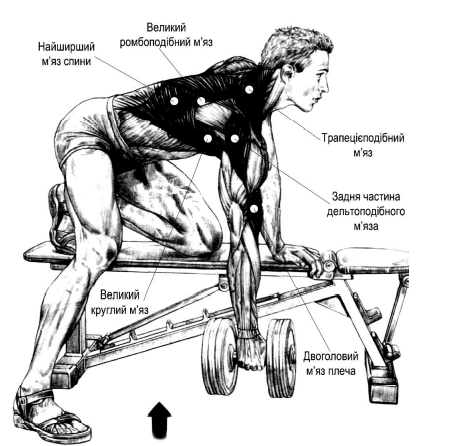 Великий
ромбоподібний м'яз
Найширший
м'яз спини
Трапецієподібний
м'яз
Задня частина
дельтоподібного
м'яза
Великий
круглий м'яз
Двоголовий
м'яз плеча